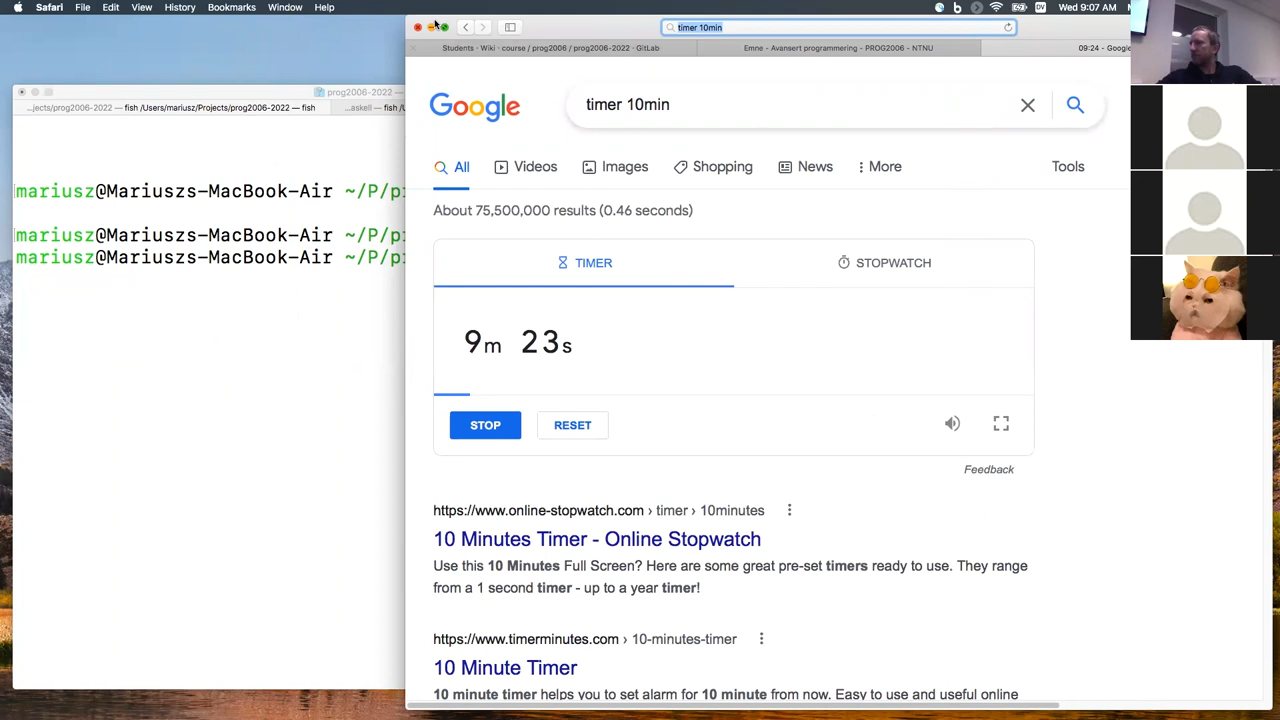 Safari File Edit View History Bookmarks Window Help
DV Wed 9:07 AM
timer 10min
Students · Wiki · course / prog2006 / prog2006-2022 · GitLab
Emne - Avansert programmering - PROG2006 - NTNU
09:24 - Google
prog2006-2022 —
...jects/prog2006-2022 — fish /Users/mariusz/Projects/prog2006-2022 — fish
...askell — fish
mariusz@Mariuszs-MacBook-Air ~/P/
mariusz@Mariuszs-MacBook-Air ~/P/
mariusz@Mariuszs-MacBook-Air ~/P/
Google
timer 10min
All
Videos
Images
Shopping
News
More
Tools
About 75,500,000 results (0.46 seconds)
TIMER
STOPWATCH
9m 23s
STOP
RESET
Feedback
https://www.online-stopwatch.com › timer › 10minutes
10 Minutes Timer - Online Stopwatch
Use this 10 Minutes Full Screen? Here are some great pre-set timers ready to use. They range
from a 1 second timer - up to a year timer!
https://www.timerminutes.com › 10-minutes-timer
10 Minute Timer
10 minute timer helps you to set alarm for 10 minute from now. Easy to use and useful online